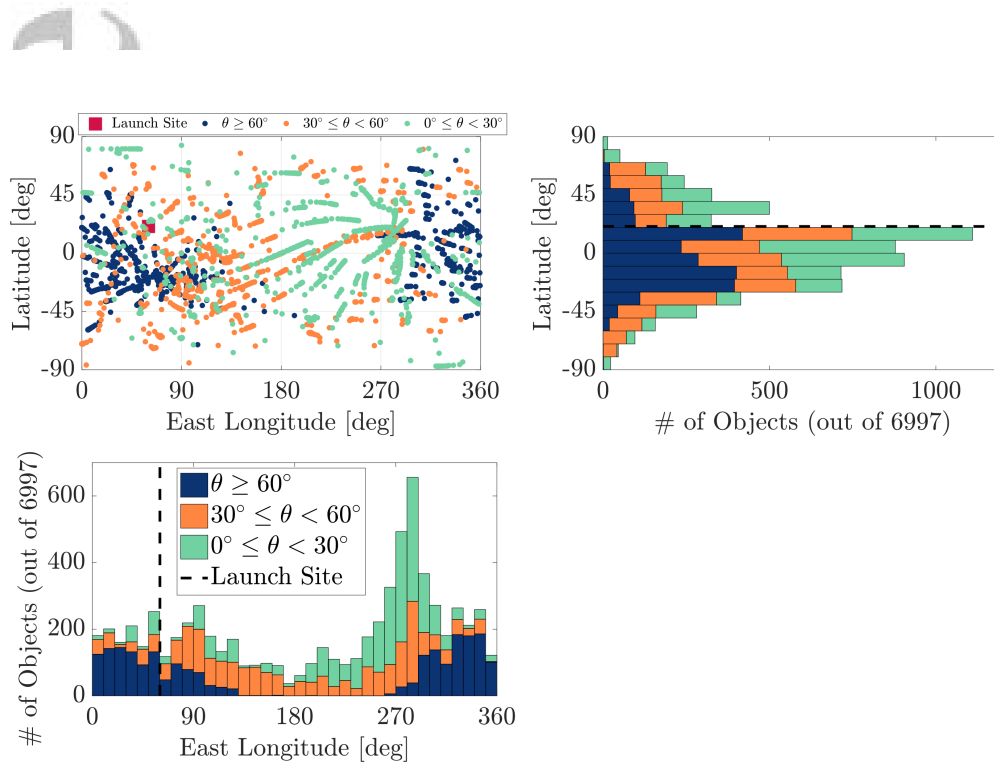 Launch Site θ ≥ 60° 30° ≤ θ < 60° 0° ≤ θ < 30°
90
45
0
-45
-90
Latitude [deg]
0 90 180 270 360
East Longitude [deg]
90
45
0
-45
-90
Latitude [deg]
0 500 1000
# of Objects (out of 6997)
600
400
200
0
# of Objects (out of 6997)
θ ≥ 60°
30° ≤ θ < 60°
0° ≤ θ < 30°
Launch Site
0 90 180 270 360
East Longitude [deg]